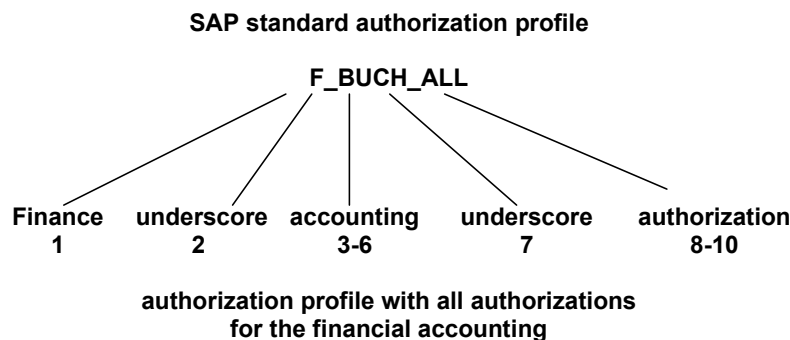 SAP standard authorization profile
F_BUCH_ALL
Finance underscore accounting underscore authorization
1 2 3-6 7 8-10
authorization profile with all authorizations
for the financial accounting